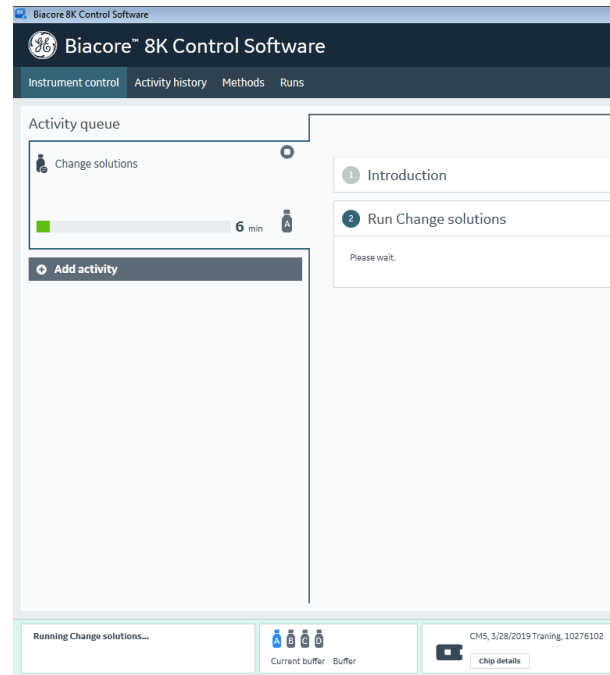 Biacore 8K Control Software
Biacore™ 8K Control Software
Instrument control Activity history Methods Runs
Activity queue
Change solutions
1 Introduction
2 Run Change solutions
6 min A
Please wait.
Add activity
Running Change solutions...
A B C D
Current buffer Buffer
CM5, 3/28/2019 Traning, 10276102
Chip details